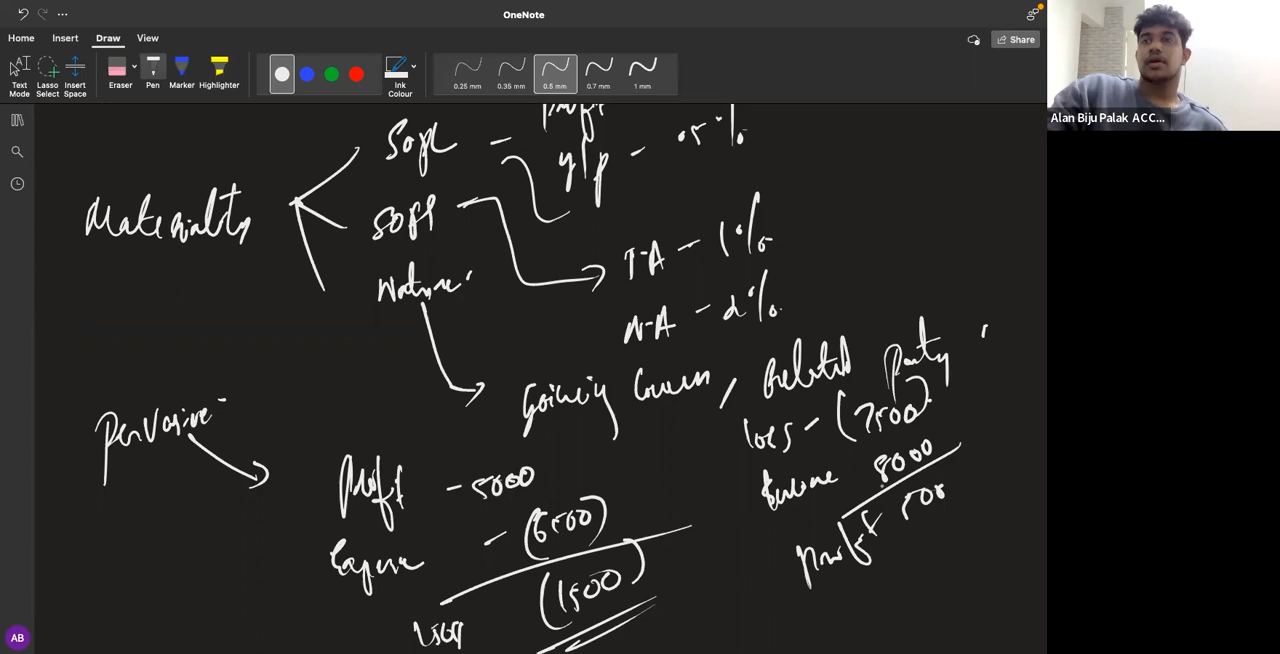 OneNote
Home Insert Draw View
Share
Text Mode
Lasso Select
Insert Space
Eraser
Pen
Marker
Highlighter
Ink Colour
0.25 mm
0.35 mm
0.5 mm
0.7 mm
1 mm
Alan Biju Palak ACC...
Profit
SOPL - y/p - .5%
Materiality
SOFP
T-A - 1%
Nature
N-A - 2%
Going Concern, Related party,
Pervasive -
Loss - (7500)
Profit - 5000
Income 8000
Expense - (6500)
Profit 500
Loss (1500)
AB